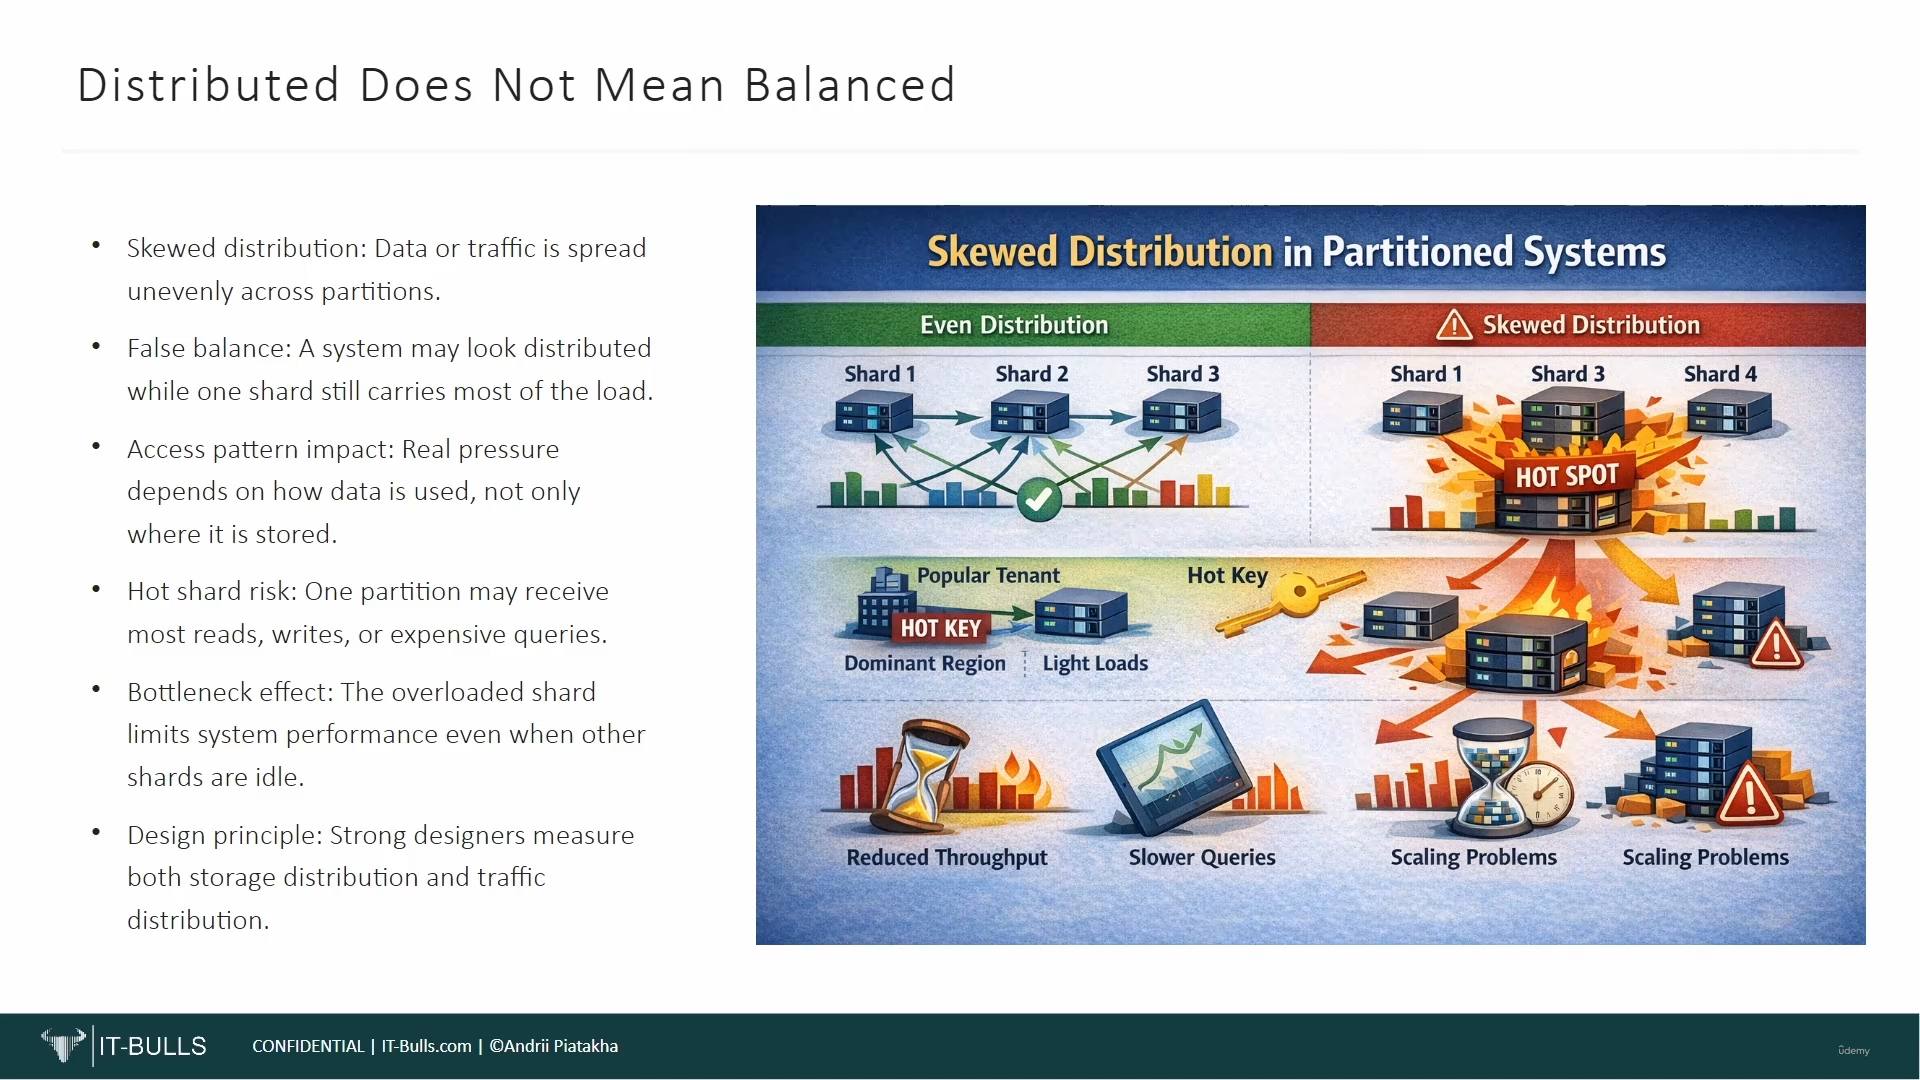 Distributed Does Not Mean Balanced
• Skewed distribution: Data or traffic is spread
unevenly across partitions.
• False balance: A system may look distributed
while one shard still carries most of the load.
• Access pattern impact: Real pressure
depends on how data is used, not only
where it is stored.
• Hot shard risk: One partition may receive
most reads, writes, or expensive queries.
• Bottleneck effect: The overloaded shard
limits system performance even when other
shards are idle.
• Design principle: Strong designers measure
both storage distribution and traffic
distribution.
Skewed Distribution in Partitioned Systems
Even Distribution
Skewed Distribution
Shard 1 Shard 2 Shard 3
Shard 1 Shard 3 Shard 4
HOT SPOT
Popular Tenant
Hot Key
HOT KEY
Dominant Region Light Loads
Reduced Throughput Slower Queries Scaling Problems Scaling Problems
IT-BULLS CONFIDENTIAL | IT-Bulls.com | ©Andrii Piatakha
ûdemy